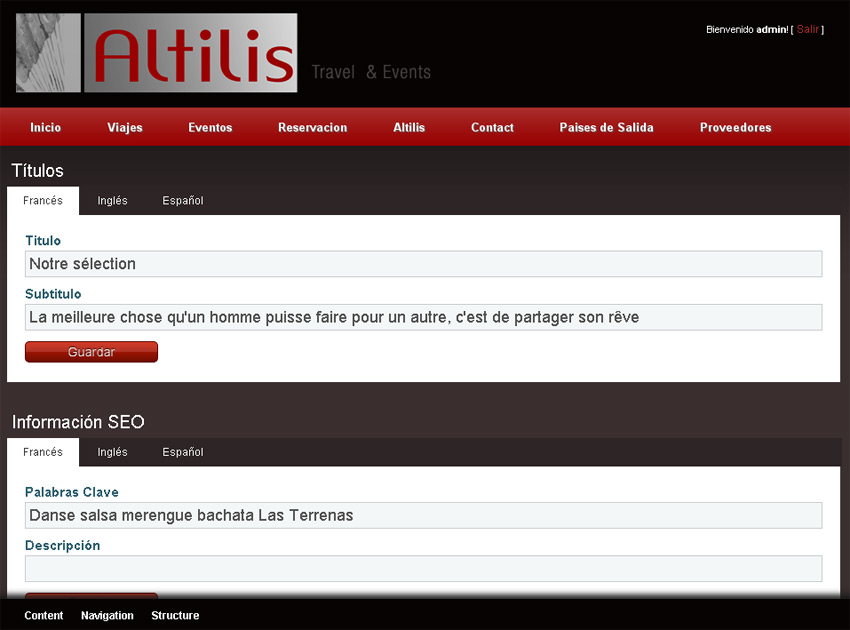 Bienvenido admin! [ Salir ]
Altilis
Travel & Events
Inicio Viajes Eventos Reservacion Altilis Contact Paises de Salida Proveedores
Títulos
Francés Inglés Español
Titulo
Notre sélection
Subtitulo
La meilleure chose qu'un homme puisse faire pour un autre, c'est de partager son rêve
Guardar
Información SEO
Francés Inglés Español
Palabras Clave
Danse salsa merengue bachata Las Terrenas
Descripción
Content Navigation Structure